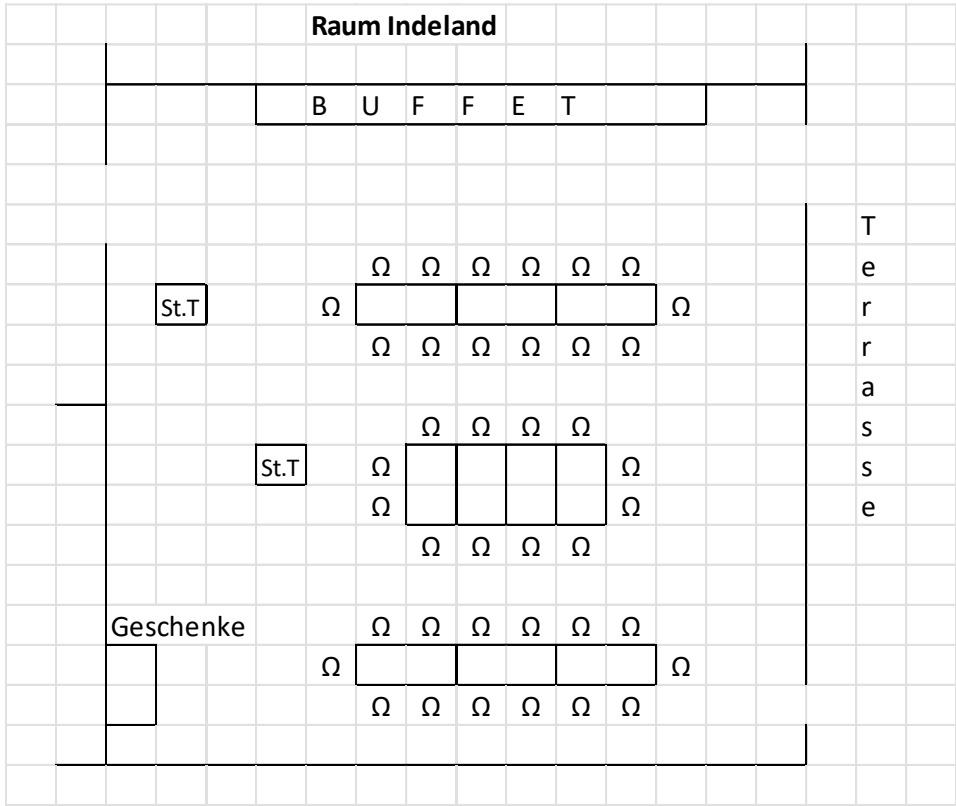 Raum Indeland
B U F F E T
T
Ω Ω Ω Ω Ω Ω e
St.T Ω Ω r
Ω Ω Ω Ω Ω Ω r
a
Ω Ω Ω Ω s
St.T Ω Ω s
Ω Ω e
Ω Ω Ω Ω
Geschenke Ω Ω Ω Ω Ω Ω
Ω Ω
Ω Ω Ω Ω Ω Ω